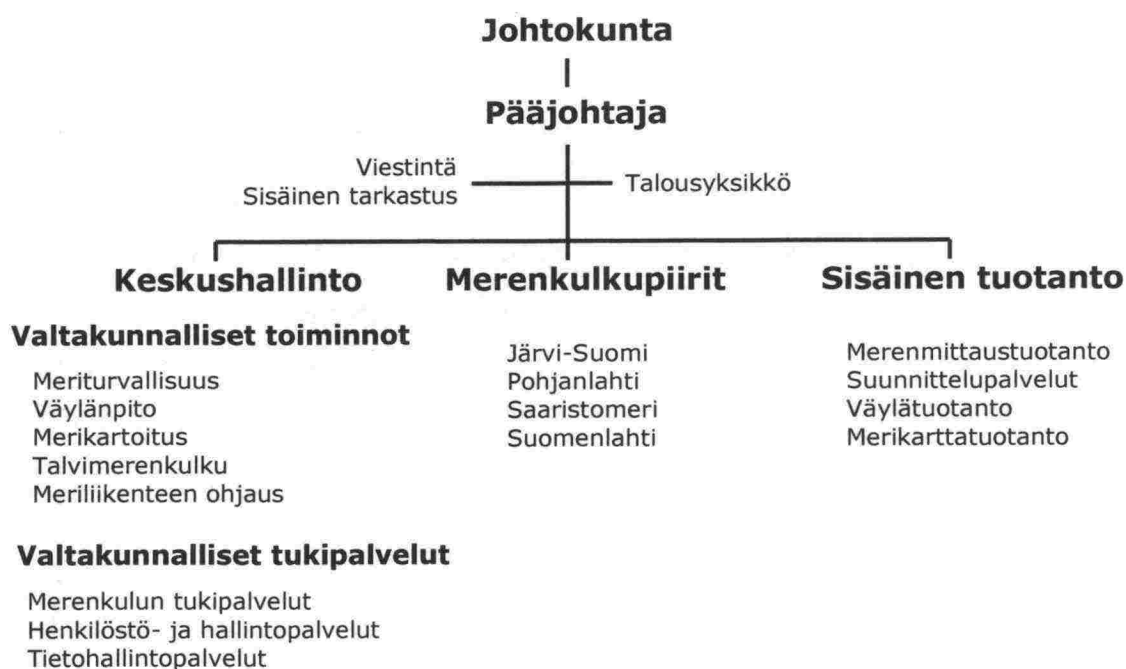 Johtokunta
Pääjohtaja
Viestintä
Sisäinen tarkastus
Talousyksikkö
Keskushallinto
Valtakunnalliset toiminnot
Meriturvallisuus
Väylänpito
Merikartoitus
Talvimerenkulku
Meriliikenteen ohjaus
Valtakunnalliset tukipalvelut
Merenkulun tukipalvelut
Henkilöstö- ja hallintopalvelut
Tietohallintopalvelut
Merenkulkupiirit
Järvi-Suomi
Pohjanlahti
Saaristomeri
Suomenlahti
Sisäinen tuotanto
Merenmittaustuotanto
Suunnittelupalvelut
Väylätuotanto
Merikarttatuotanto